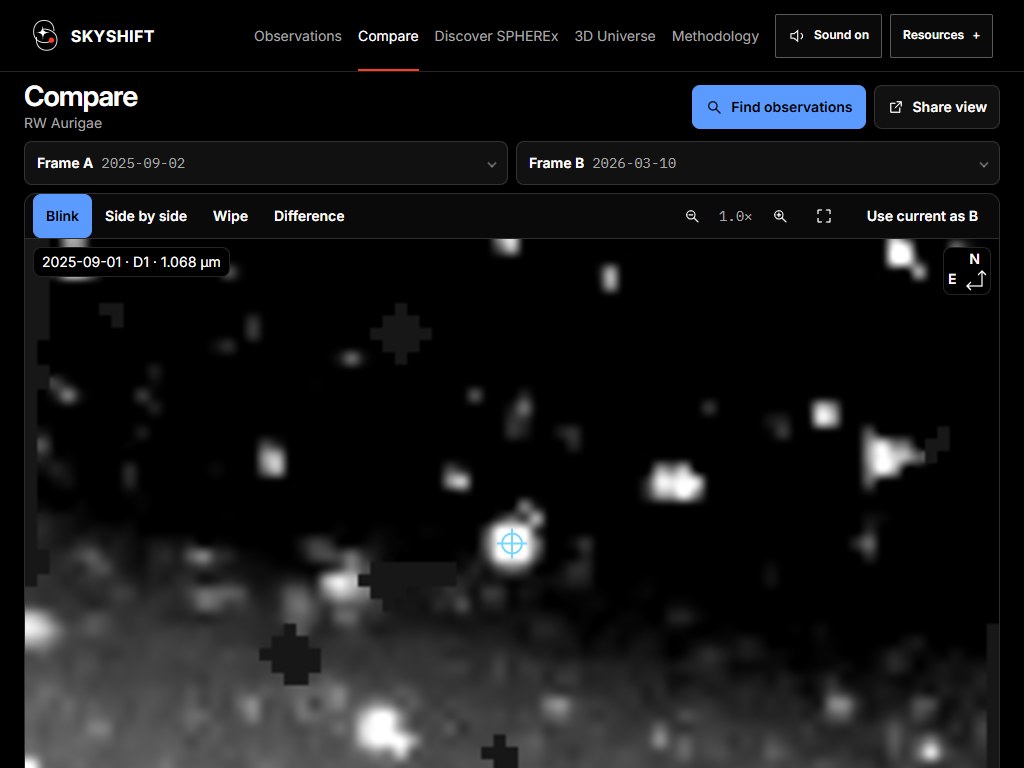 SKYSHIFT
Observations Compare Discover SPHEREx 3D Universe Methodology Sound on Resources +
Compare
RW Aurigae
Find observations Share view
Frame A 2025-09-02 Frame B 2026-03-10
Blink Side by side Wipe Difference 1.0× Use current as B
2025-09-01 · D1 · 1.068 µm
N
E